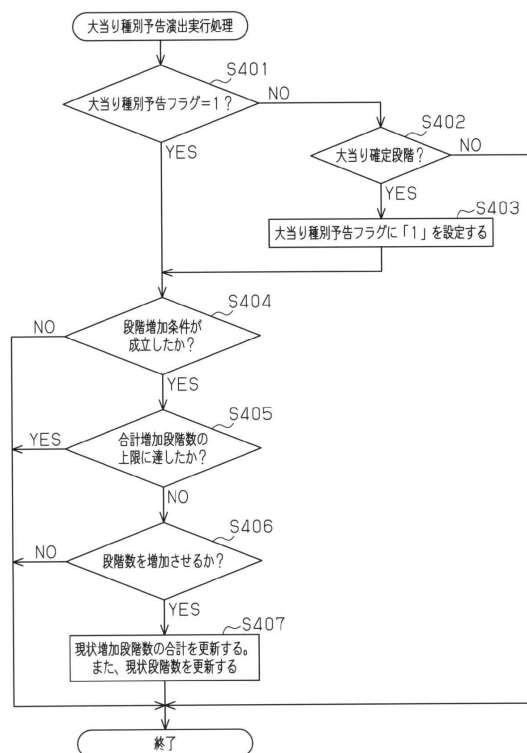 大当り種別予告演出実行処理
S401
大当り種別予告フラグ=1?
NO
YES
S402
大当り確定段階?
NO
YES
S403
大当り種別予告フラグに「1」を設定する
S404
段階増加条件が
成立したか?
NO
YES
S405
合計増加段階数の
上限に達したか?
YES
NO
S406
段階数を増加させるか?
NO
YES
S407
現状増加段階数の合計を更新する。
また、現状段階数を更新する
終了